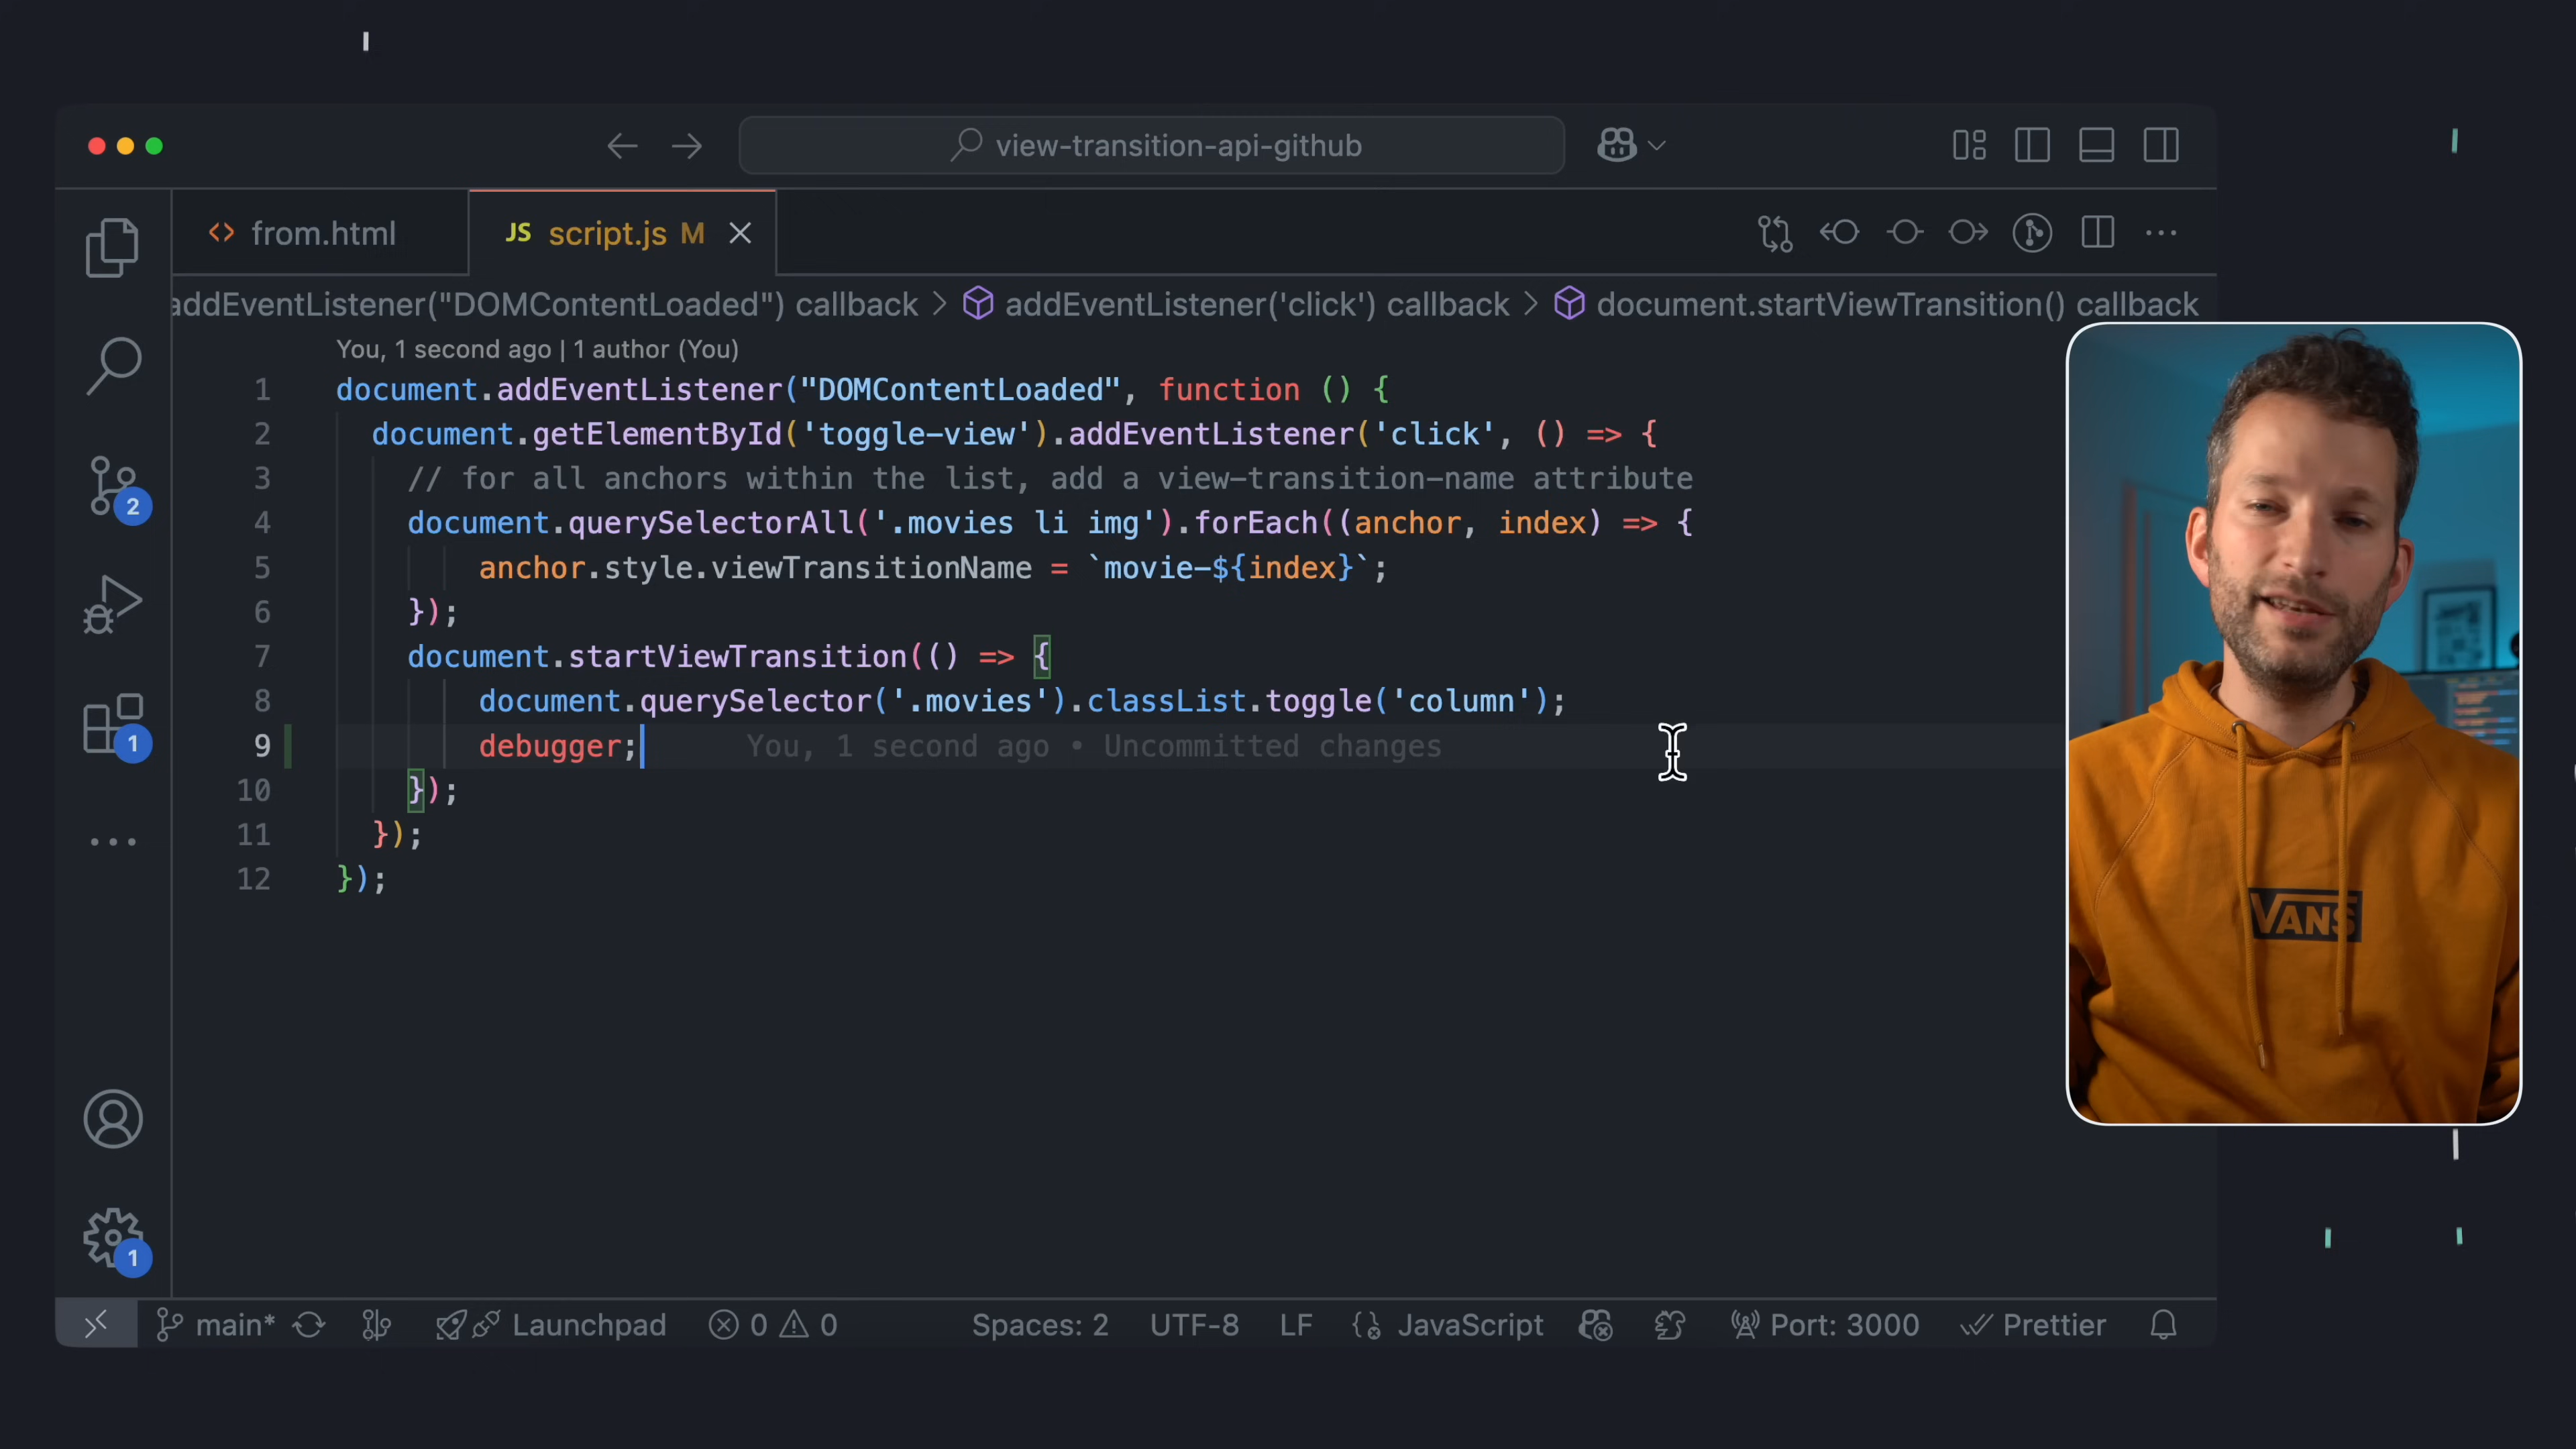 view-transition-api-github
from.html
JS script.js M
addEventListener("DOMContentLoaded") callback > addEventListener('click') callback > document.startViewTransition() callback
You, 1 second ago | 1 author (You)
1 document.addEventListener("DOMContentLoaded", function () {
2 document.getElementById('toggle-view').addEventListener('click', () => {
3 // for all anchors within the list, add a view-transition-name attribute
4 document.querySelectorAll('.movies li img').forEach((anchor, index) => {
5 anchor.style.viewTransitionName = `movie-${index}`;
6 });
7 document.startViewTransition(() => {
8 document.querySelector('.movies').classList.toggle('column');
9 debugger; You, 1 second ago • Uncommitted changes
10 });
11 });
12 });
2
1
1
VANS
main* Launchpad 0 0 Spaces: 2 UTF-8 LF JavaScript Port: 3000 Prettier